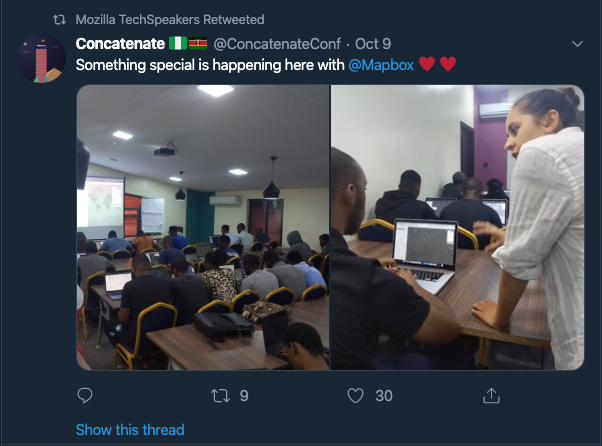 Mozilla TechSpeakers Retweeted
Concatenate 🇳🇬🇰🇪 @ConcatenateConf · Oct 9
Something special is happening here with @Mapbox ❤️❤️
9
30
Show this thread